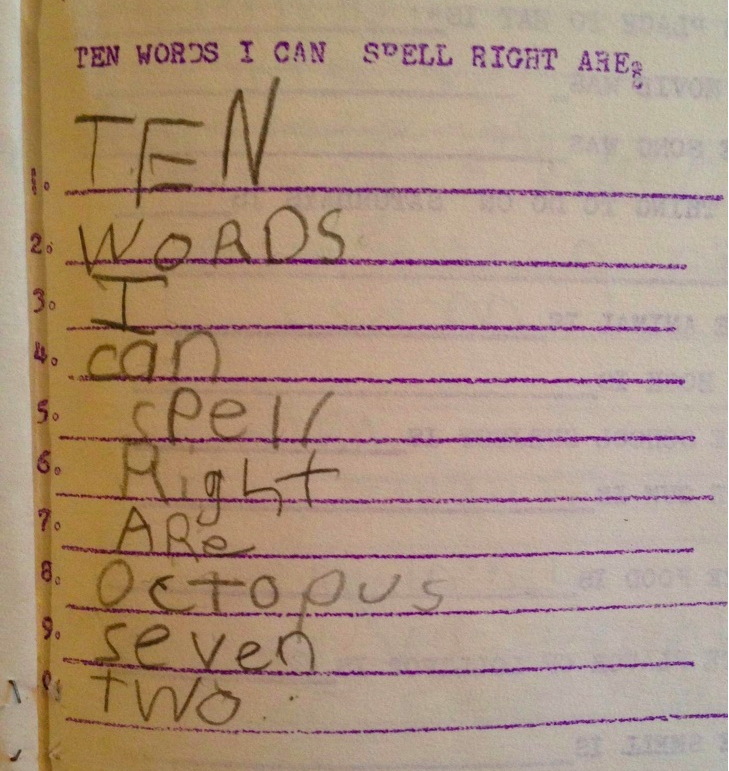 TEN WORDS I CAN SPELL RIGHT ARE:
1. TEN
2. WORDS
3. I
4. can
5. spell
6. Right
7. ARe
8. Octopus
9. seven
two